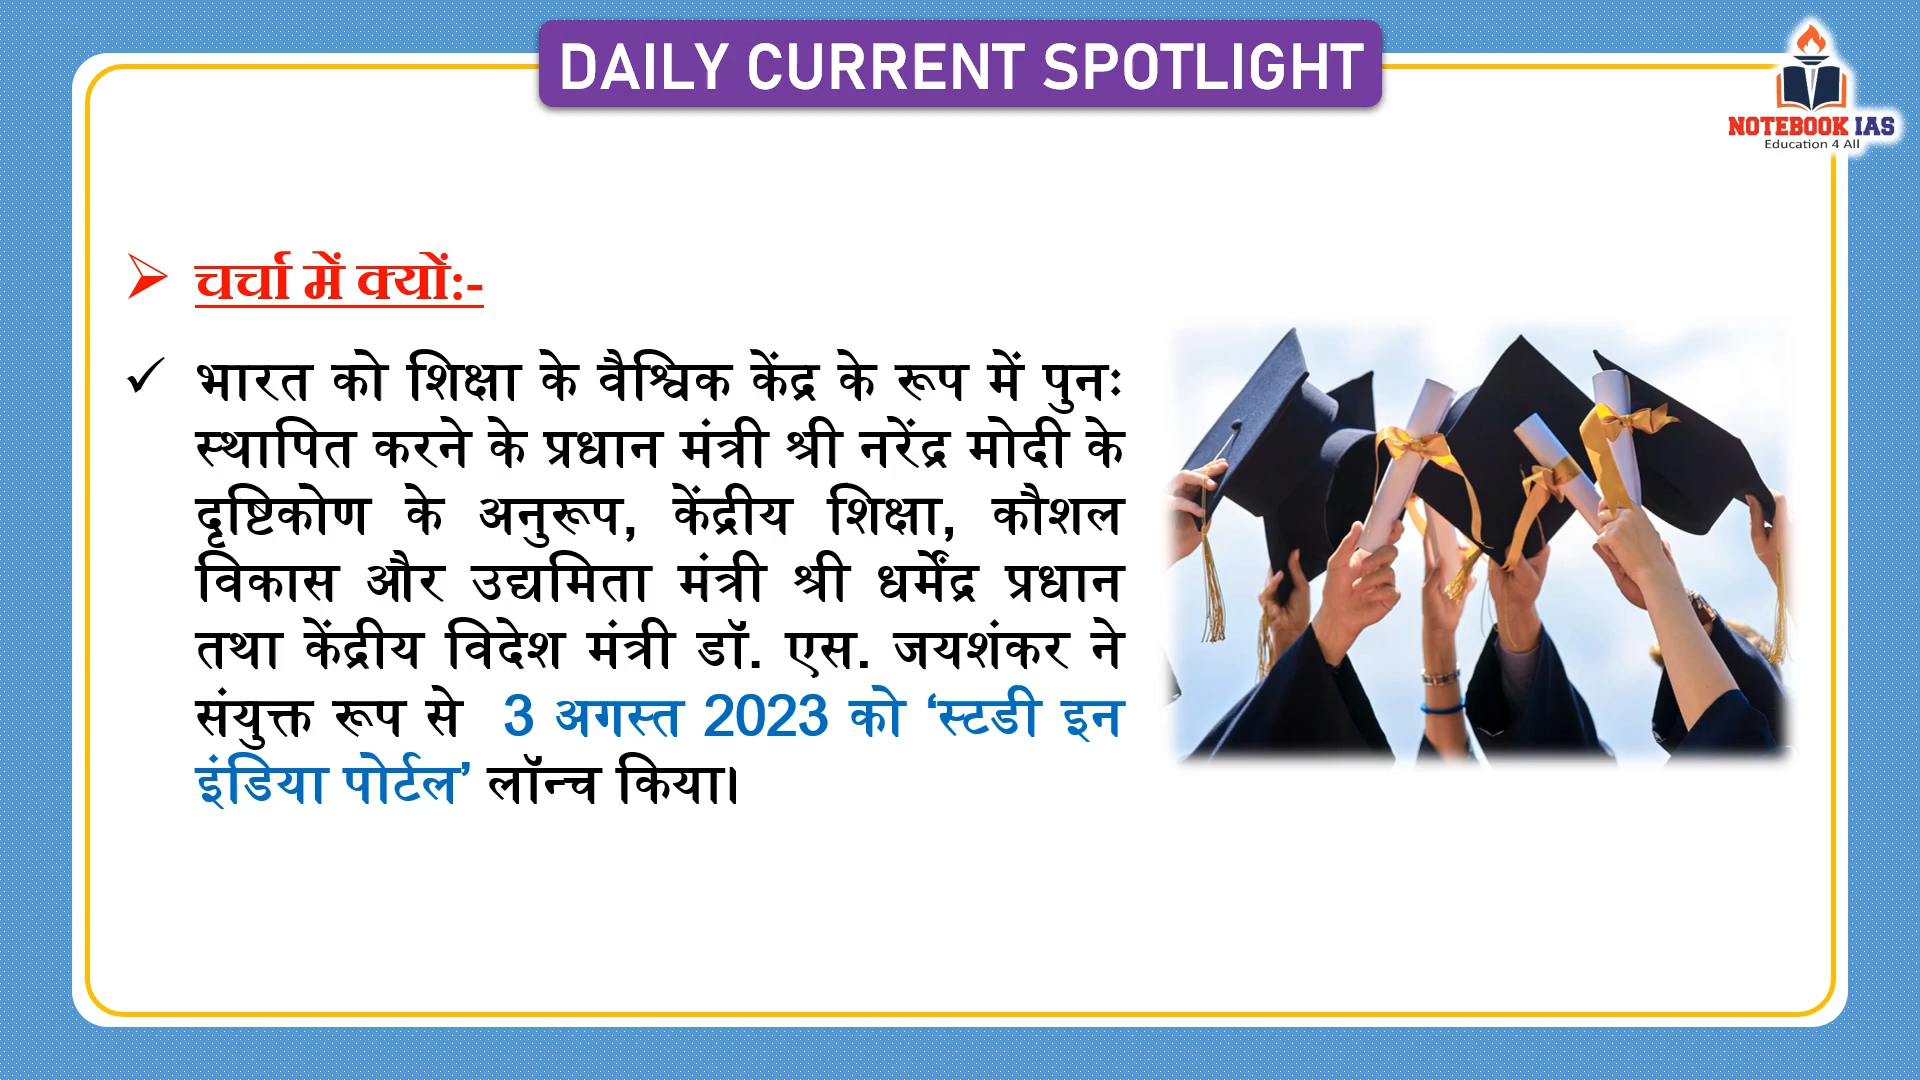 DAILY CURRENT SPOTLIGHT
NOTEBOOK IAS
Education 4 All
चर्चा में क्यों:-
भारत को शिक्षा के वैश्विक केंद्र के रूप में पुनः
स्थापित करने के प्रधान मंत्री श्री नरेंद्र मोदी के
दृष्टिकोण के अनुरूप, केंद्रीय शिक्षा, कौशल
विकास और उद्यमिता मंत्री श्री धर्मेंद्र प्रधान
तथा केंद्रीय विदेश मंत्री डॉ. एस. जयशंकर ने
संयुक्त रूप से 3 अगस्त 2023 को ‘स्टडी इन
इंडिया पोर्टल’ लॉन्च किया।